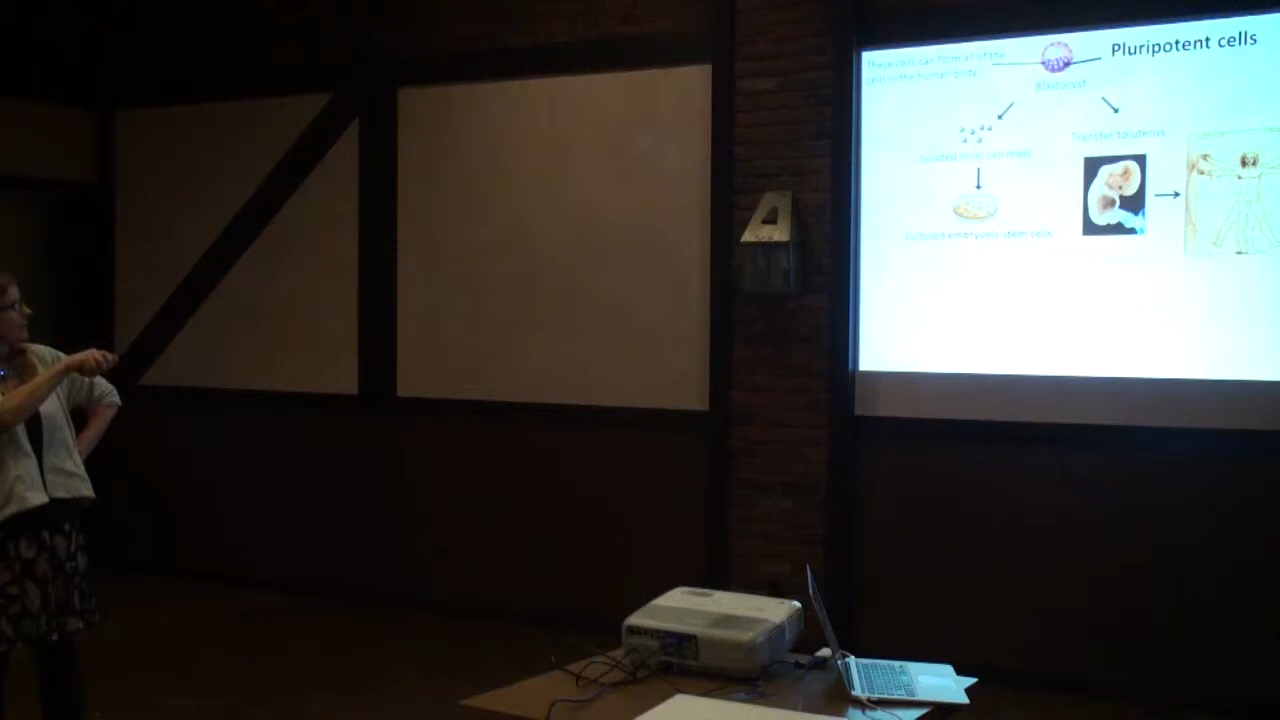 Pluripotent cells
These cells can form all of the
cells in the human body
Blastocyst
Transfer to uterus
Isolated inner cell mass
Cultured embryonic stem cells